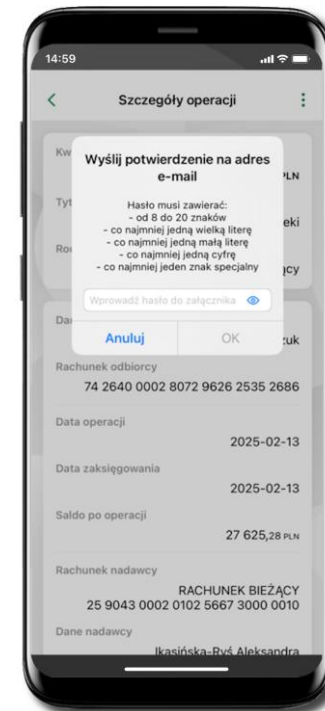 14:59
Szczegóły operacji
Kw
Wyślij potwierdzenie na adres
e-mail
PLN
Tyt
Hasło musi zawierać:
- od 8 do 20 znaków
eki
- co najmniej jedną wielką literę
- co najmniej jedną małą literę
- co najmniej jedną cyfrę
- co najmniej jeden znak specjalny
Wprowadź hasło do załącznika
Anuluj
OK
Rachunek odbiorcy
74 2640 0002 8072 9626 2535 2686
Data operacji
2025-02-13
Data zaksięgowania
2025-02-13
Saldo po operacji
27 625,28 PLN
Rachunek nadawcy
RACHUNEK BIEŻĄCY
25 9043 0002 0102 5667 3000 0010
Dane nadawcy
Ikasińska-Ryś Aleksandra